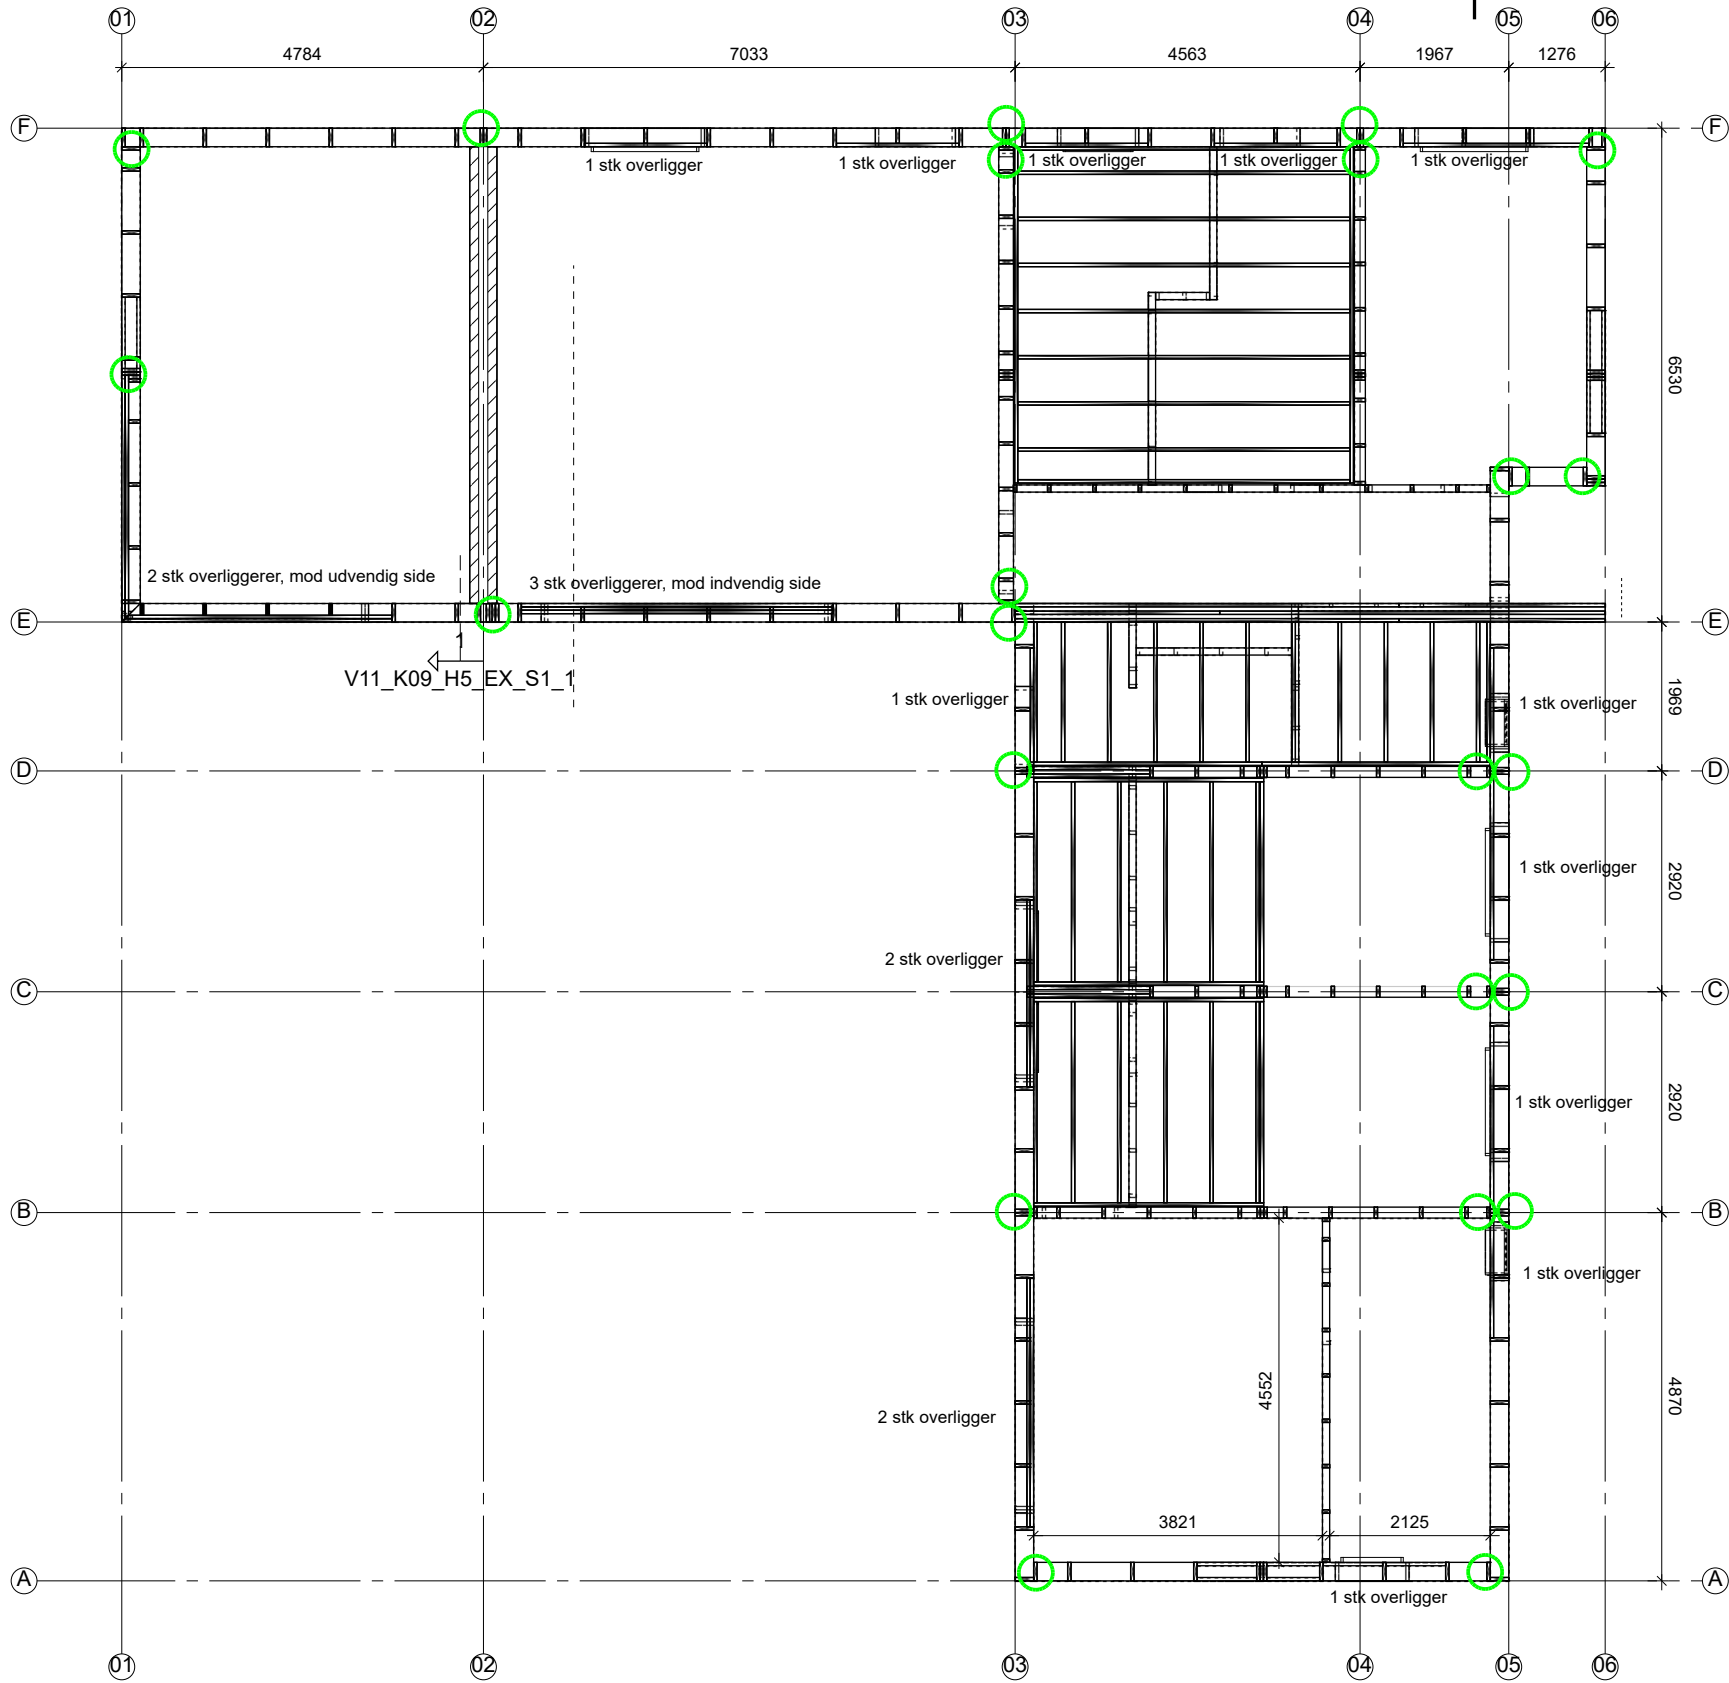 01 02 03 04 05 06
4784 7033 4563 1967 1276
F F
1 stk overligger 1 stk overligger 1 stk overligger 1 stk overligger 1 stk overligger
6530
2 stk overliggerer, mod udvendig side
3 stk overliggerer, mod indvendig side
E E
1
V11_K09_H5_EX_S1_1
1 stk overligger
1969
1 stk overligger
D D
1 stk overligger
2920
2 stk overligger
C C
1 stk overligger
2920
B B
1 stk overligger
4552
4870
2 stk overligger
3821 2125
A A
1 stk overligger
01 02 03 04 05 06